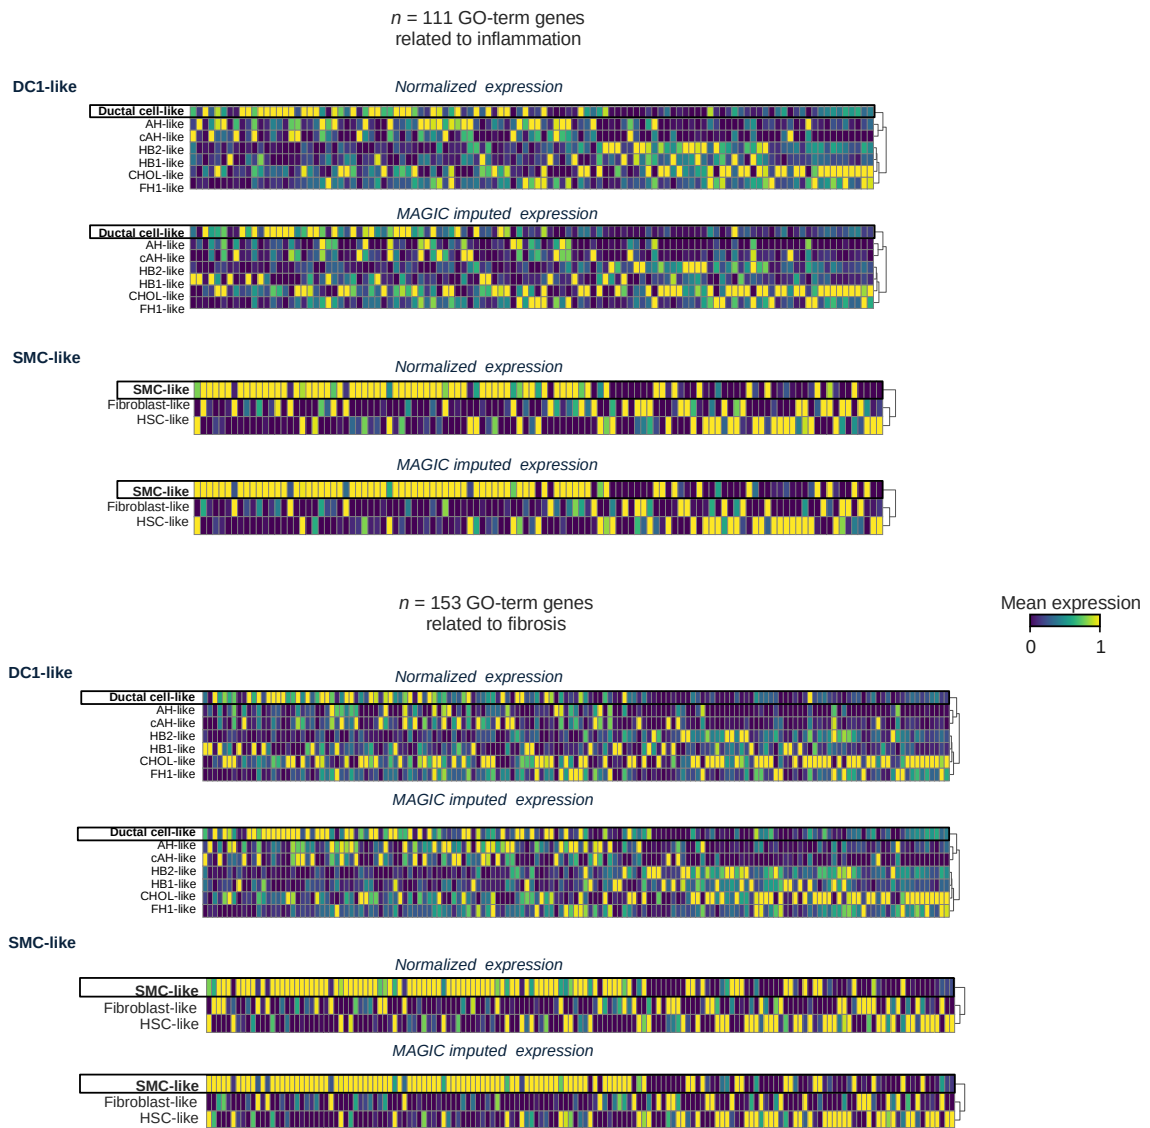 n = 111 GO-term genes
related to inflammation
DC1-like
Normalized expression
Ductal cell-like
AH-like
cAH-like
HB2-like
HB1-like
CHOL-like
FH1-like
MAGIC imputed expression
Ductal cell-like
AH-like
cAH-like
HB2-like
HB1-like
CHOL-like
FH1-like
SMC-like
Normalized expression
SMC-like
Fibroblast-like
HSC-like
MAGIC imputed expression
SMC-like
Fibroblast-like
HSC-like
n = 153 GO-term genes
related to fibrosis
Mean expression
0 1
DC1-like
Normalized expression
Ductal cell-like
AH-like
cAH-like
HB2-like
HB1-like
CHOL-like
FH1-like
MAGIC imputed expression
Ductal cell-like
AH-like
cAH-like
HB2-like
HB1-like
CHOL-like
FH1-like
SMC-like
Normalized expression
SMC-like
Fibroblast-like
HSC-like
MAGIC imputed expression
SMC-like
Fibroblast-like
HSC-like